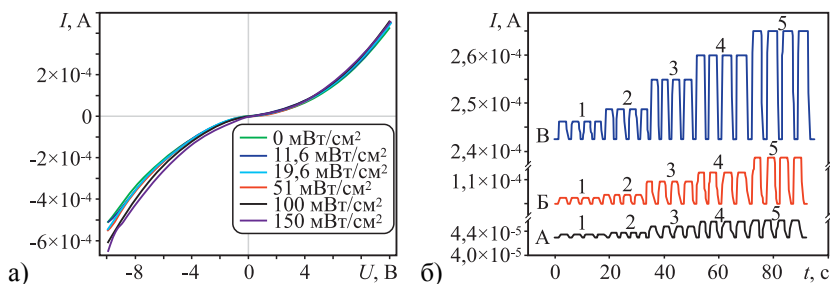 I, А
2×10⁻⁴
0
-2×10⁻⁴
-4×10⁻⁴
-6×10⁻⁴
0 мВт/см²
11,6 мВт/см²
19,6 мВт/см²
51 мВт/см²
100 мВт/см²
150 мВт/см²
-8 -4 0 4 U, В
а)
I, А
2,6×10⁻⁴
2,5×10⁻⁴
2,4×10⁻⁴
1,1×10⁻⁴
4,4×10⁻⁵
4,0×10⁻⁵
В 1 2 3 4 5
Б 1 2 3 4 5
А 1 2 3 4 5
0 20 40 60 80 t, с
б)